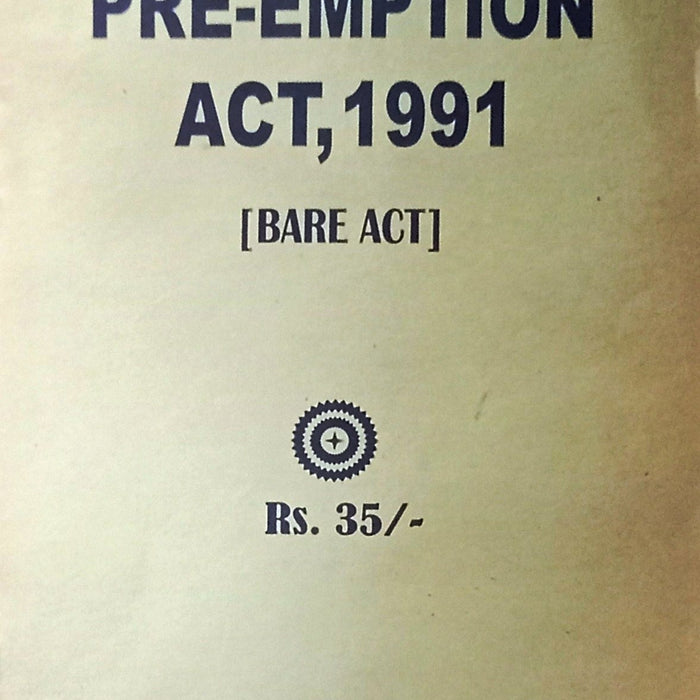 PRE-EMPTION
ACT,1991
[BARE ACT]
Rs. 35/-